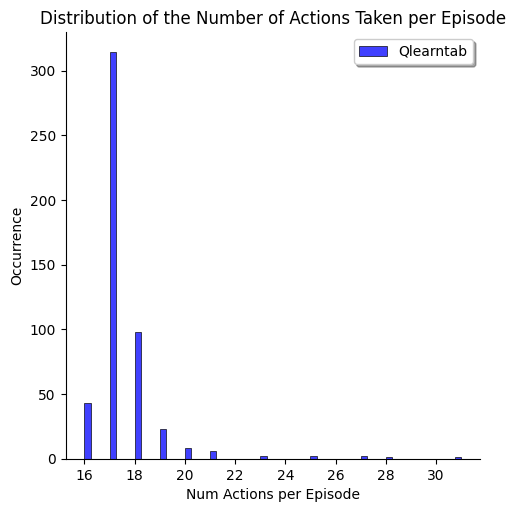 Distribution of the Number of Actions Taken per Episode
Qlearntab
300
250
200
150
100
50
0
Occurrence
16 18 20 22 24 26 28 30
Num Actions per Episode